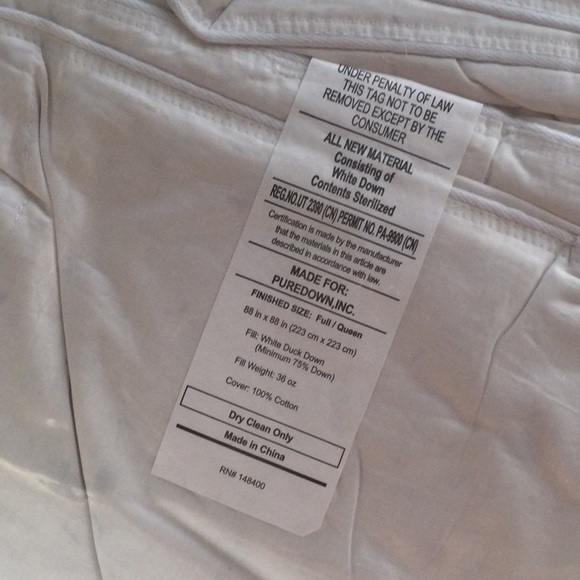 UNDER PENALTY OF LAW
THIS TAG NOT TO BE
REMOVED EXCEPT BY THE
CONSUMER
ALL NEW MATERIAL
Consisting of
White Down
Contents Sterilized
REG.NO.UT 2390 (CN) PERMIT NO. PA-9900 (CN)
Certification is made by the manufacturer
that the materials in this article are
described in accordance with law.
MADE FOR:
PUREDOWN,INC.
FINISHED SIZE: Full / Queen
88 in x 88 in (223 cm x 223 cm)
Fill: White Duck Down
(Minimum 75% Down)
Fill Weight: 36 oz
Cover: 100% Cotton
Dry Clean Only
Made in China
RN# 148400